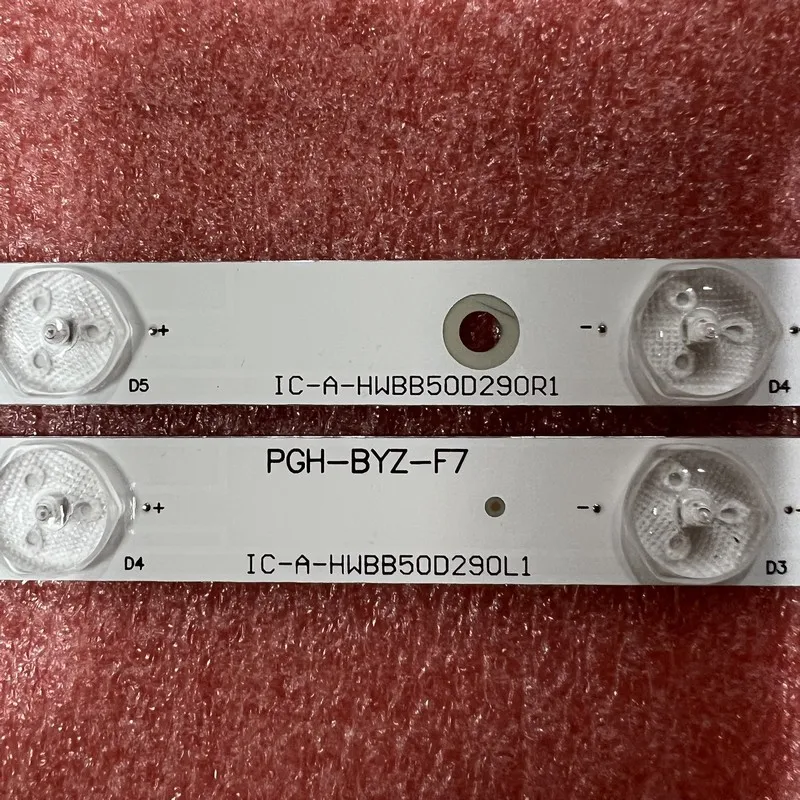 +
-
D5
IC-A-HWBB50D290R1
D4
PGH-BYZ-F7
+
-
D4
IC-A-HWBB50D290L1
D3